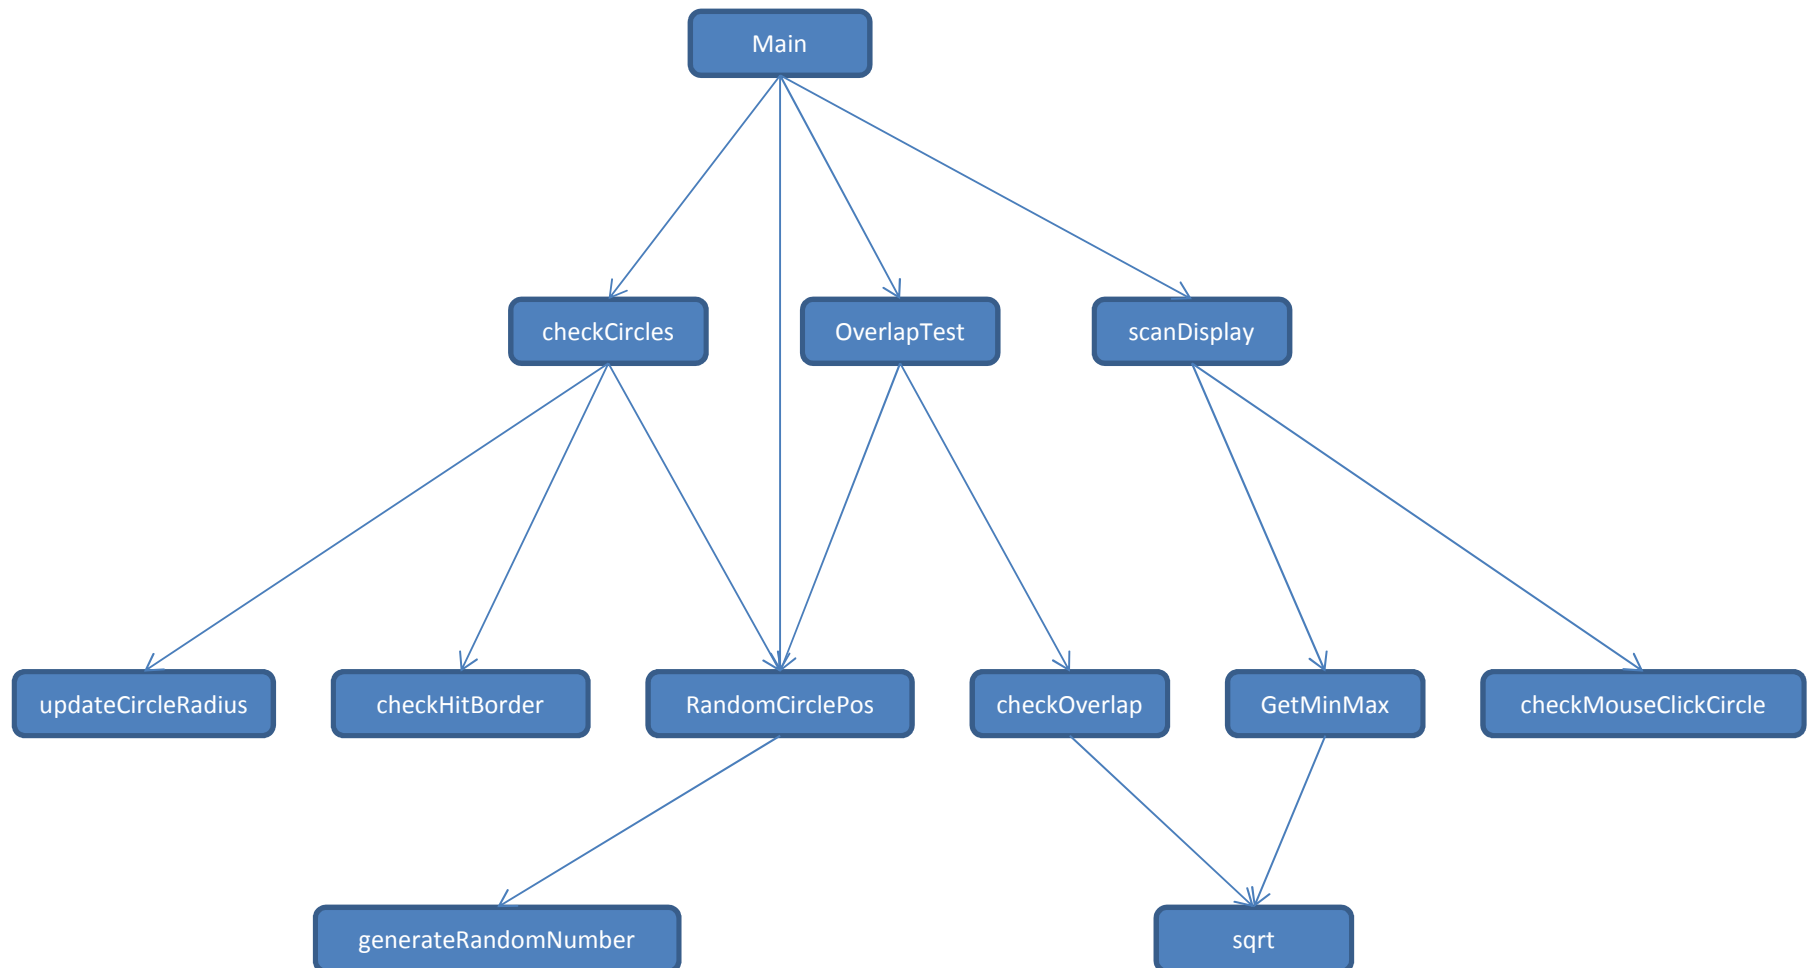 Main
checkCircles
OverlapTest
scanDisplay
updateCircleRadius
checkHitBorder
RandomCirclePos
checkOverlap
GetMinMax
checkMouseClickCircle
generateRandomNumber
sqrt